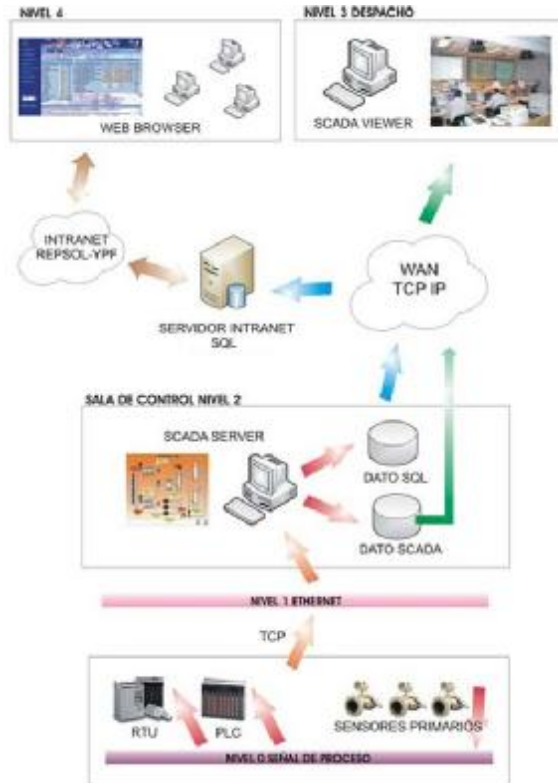 NIVEL 4
NIVEL 3 DESPACHO
WEB BROWSER
SCADA VIEWER
INTRANET
REPSOL-YPF
WAN
TCP IP
SERVIDOR INTRANET
SQL
SALA DE CONTROL NIVEL 2
SCADA SERVER
DATO SQL
DATO SCADA
NIVEL 1 ETHERNET
TCP
RTU
PLC
SENSORES PRIMARIOS
NIVEL 0 SEÑAL DE PROCESO